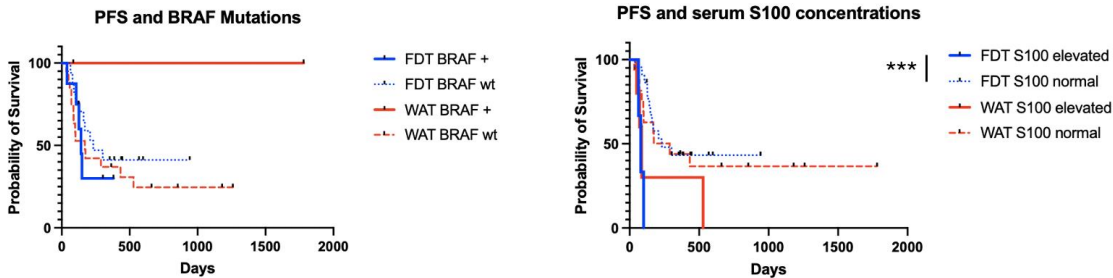 PFS and BRAF Mutations
Probability of Survival
100
50
0
0 500 1000 1500 2000
Days
FDT BRAF +
FDT BRAF wt
WAT BRAF +
WAT BRAF wt
PFS and serum S100 concentrations
Probability of Survival
100
50
0
0 500 1000 1500 2000
Days
***
FDT S100 elevated
FDT S100 normal
WAT S100 elevated
WAT S100 normal